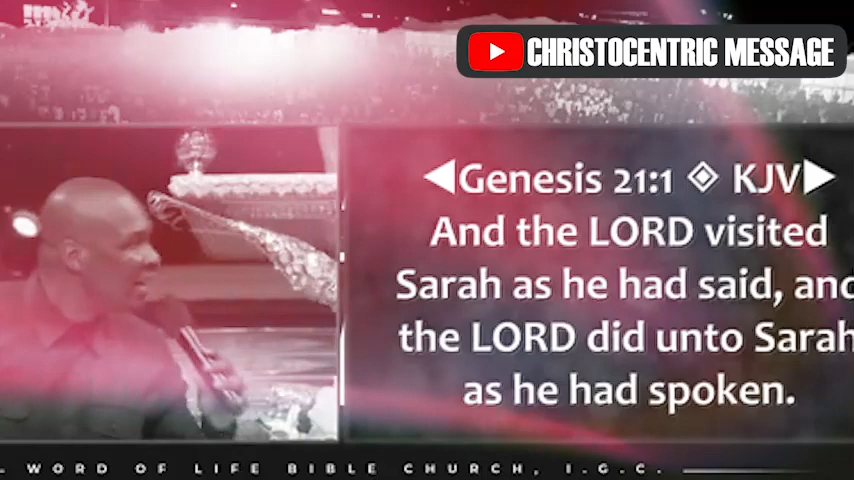 CHRISTOCENTRIC MESSAGE
Genesis 21:1 KJV
And the LORD visited
Sarah as he had said, and
the LORD did unto Sarah
as he had spoken.
WORD OF LIFE BIBLE CHURCH, I.G.C.